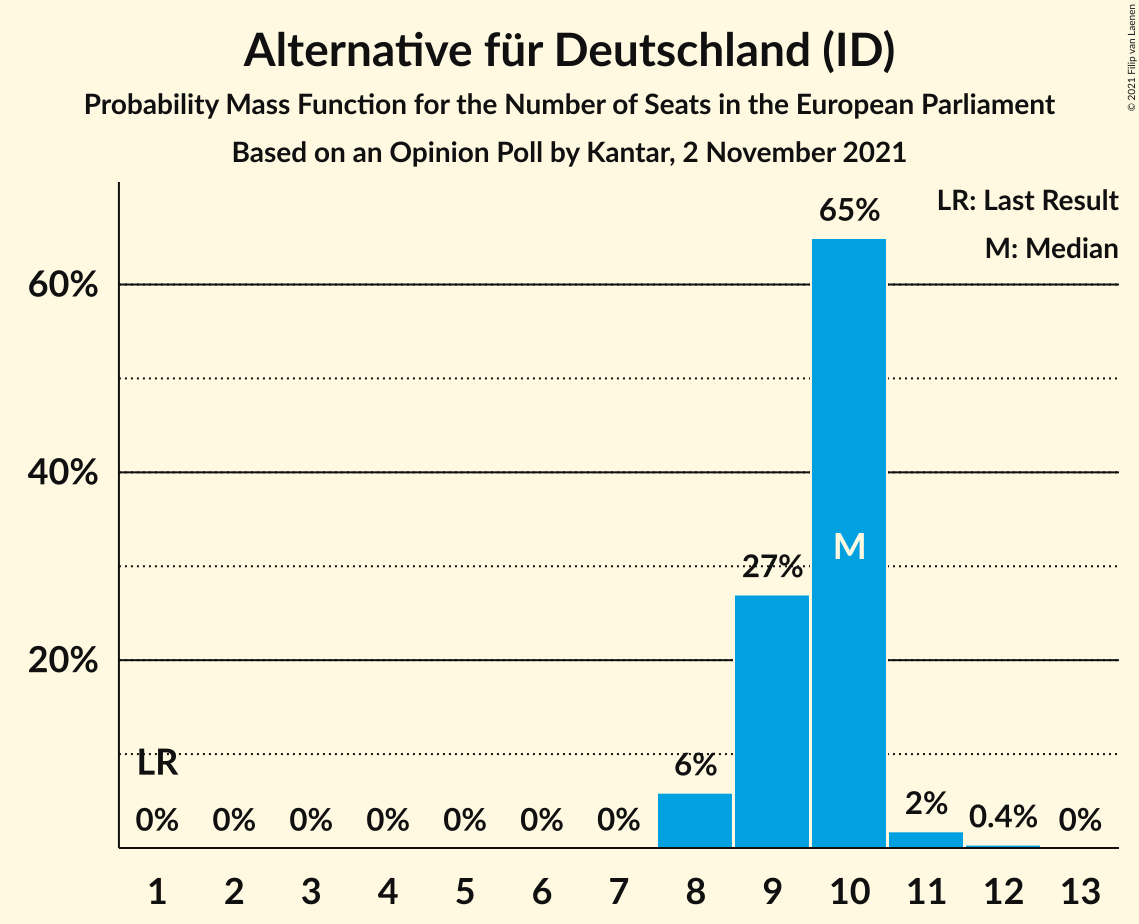 Alternative für Deutschland (ID)
Probability Mass Function for the Number of Seats in the European Parliament
Based on an Opinion Poll by Kantar, 2 November 2021
© 2021 Filip van Laenen
LR: Last Result
M: Median
65%
60%
40%
M
27%
20%
LR
6%
0% 0% 0% 0% 0% 0% 0% 2% 0.4% 0%
1 2 3 4 5 6 7 8 9 10 11 12 13